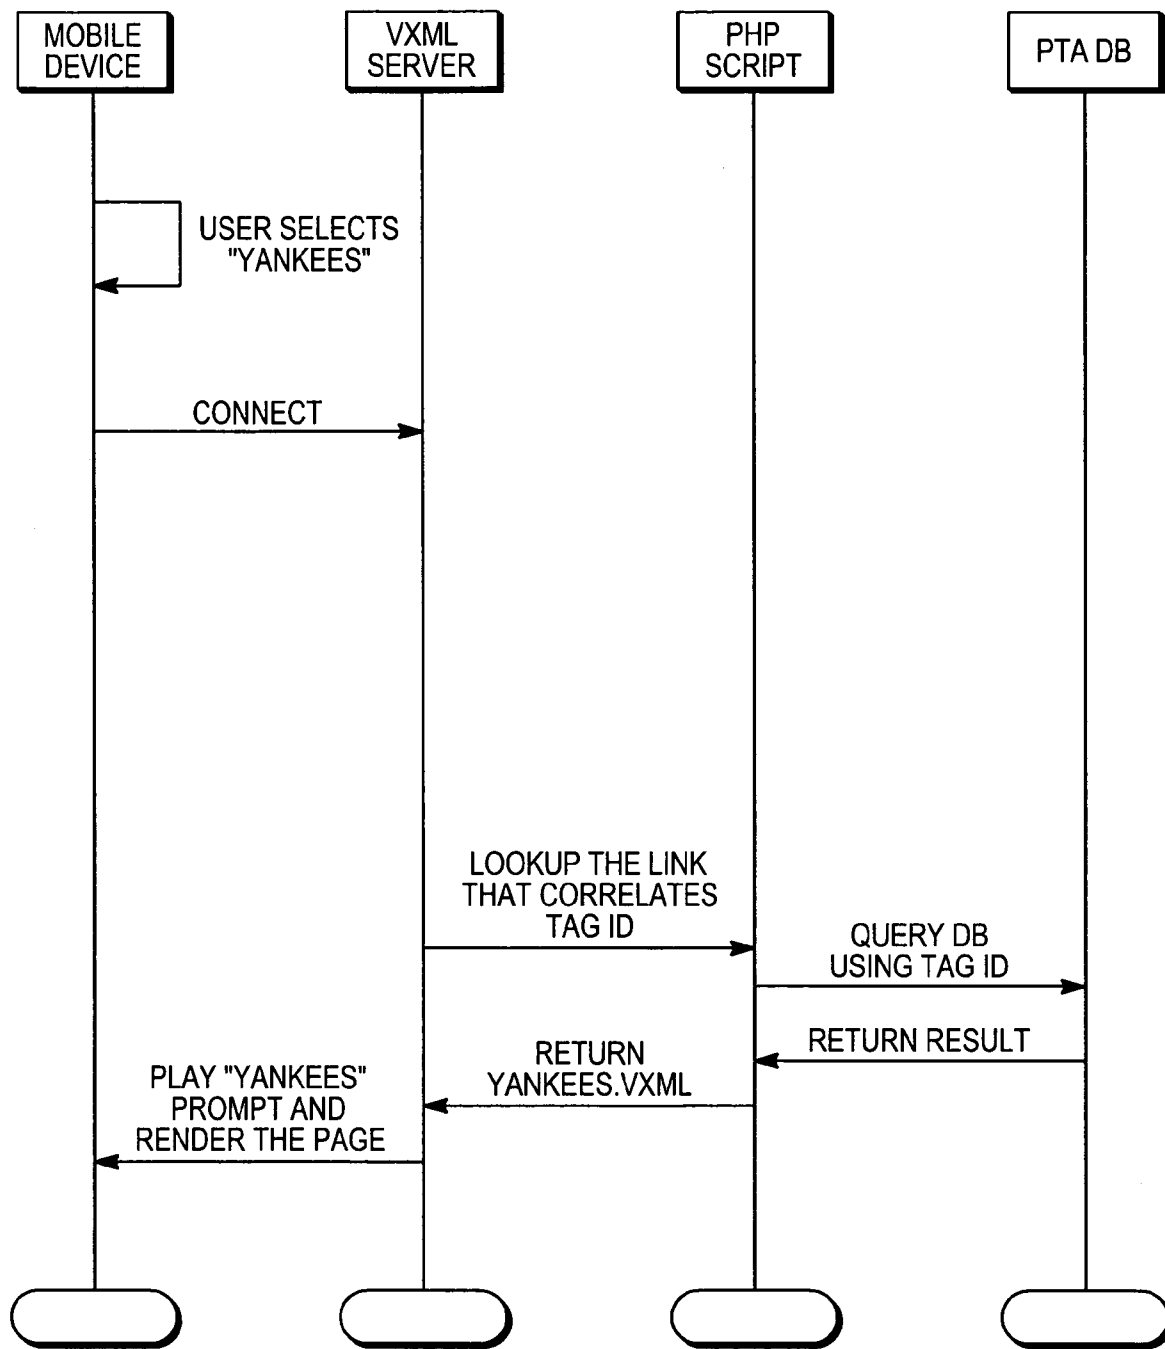 MOBILE
DEVICE
VXML
SERVER
PHP
SCRIPT
PTA DB
USER SELECTS
"YANKEES"
CONNECT
LOOKUP THE LINK
THAT CORRELATES
TAG ID
QUERY DB
USING TAG ID
RETURN RESULT
RETURN
YANKEES.VXML
PLAY "YANKEES"
PROMPT AND
RENDER THE PAGE